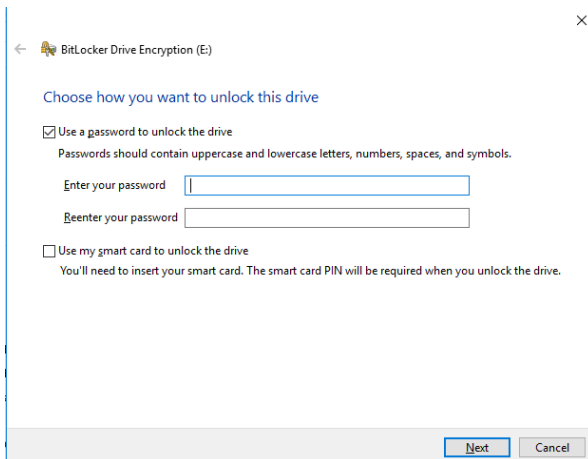 BitLocker Drive Encryption (E:)
Choose how you want to unlock this drive
Use a password to unlock the drive
Passwords should contain uppercase and lowercase letters, numbers, spaces, and symbols.
Enter your password
Reenter your password
Use my smart card to unlock the drive
You'll need to insert your smart card. The smart card PIN will be required when you unlock the drive.
Next Cancel